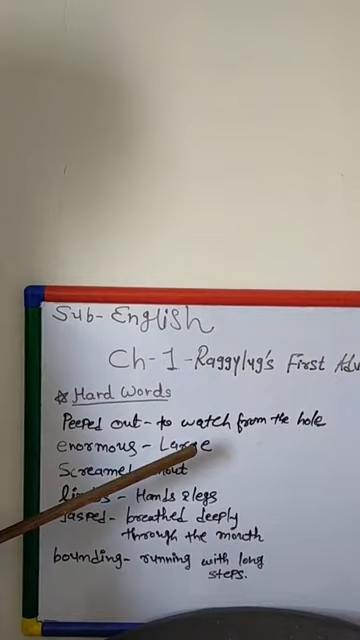 Sub- English
Ch-1-Raggylug's First
* Hard Words
Peeped out - to watch from the hole
enormous - Large
- Hands & legs
- breathed deeply
through the mouth
bounding- running with long
steps.